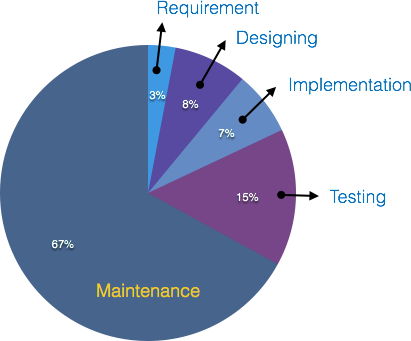 Requirement
Designing
Implementation
Testing
Maintenance
3%
8%
7%
15%
67%